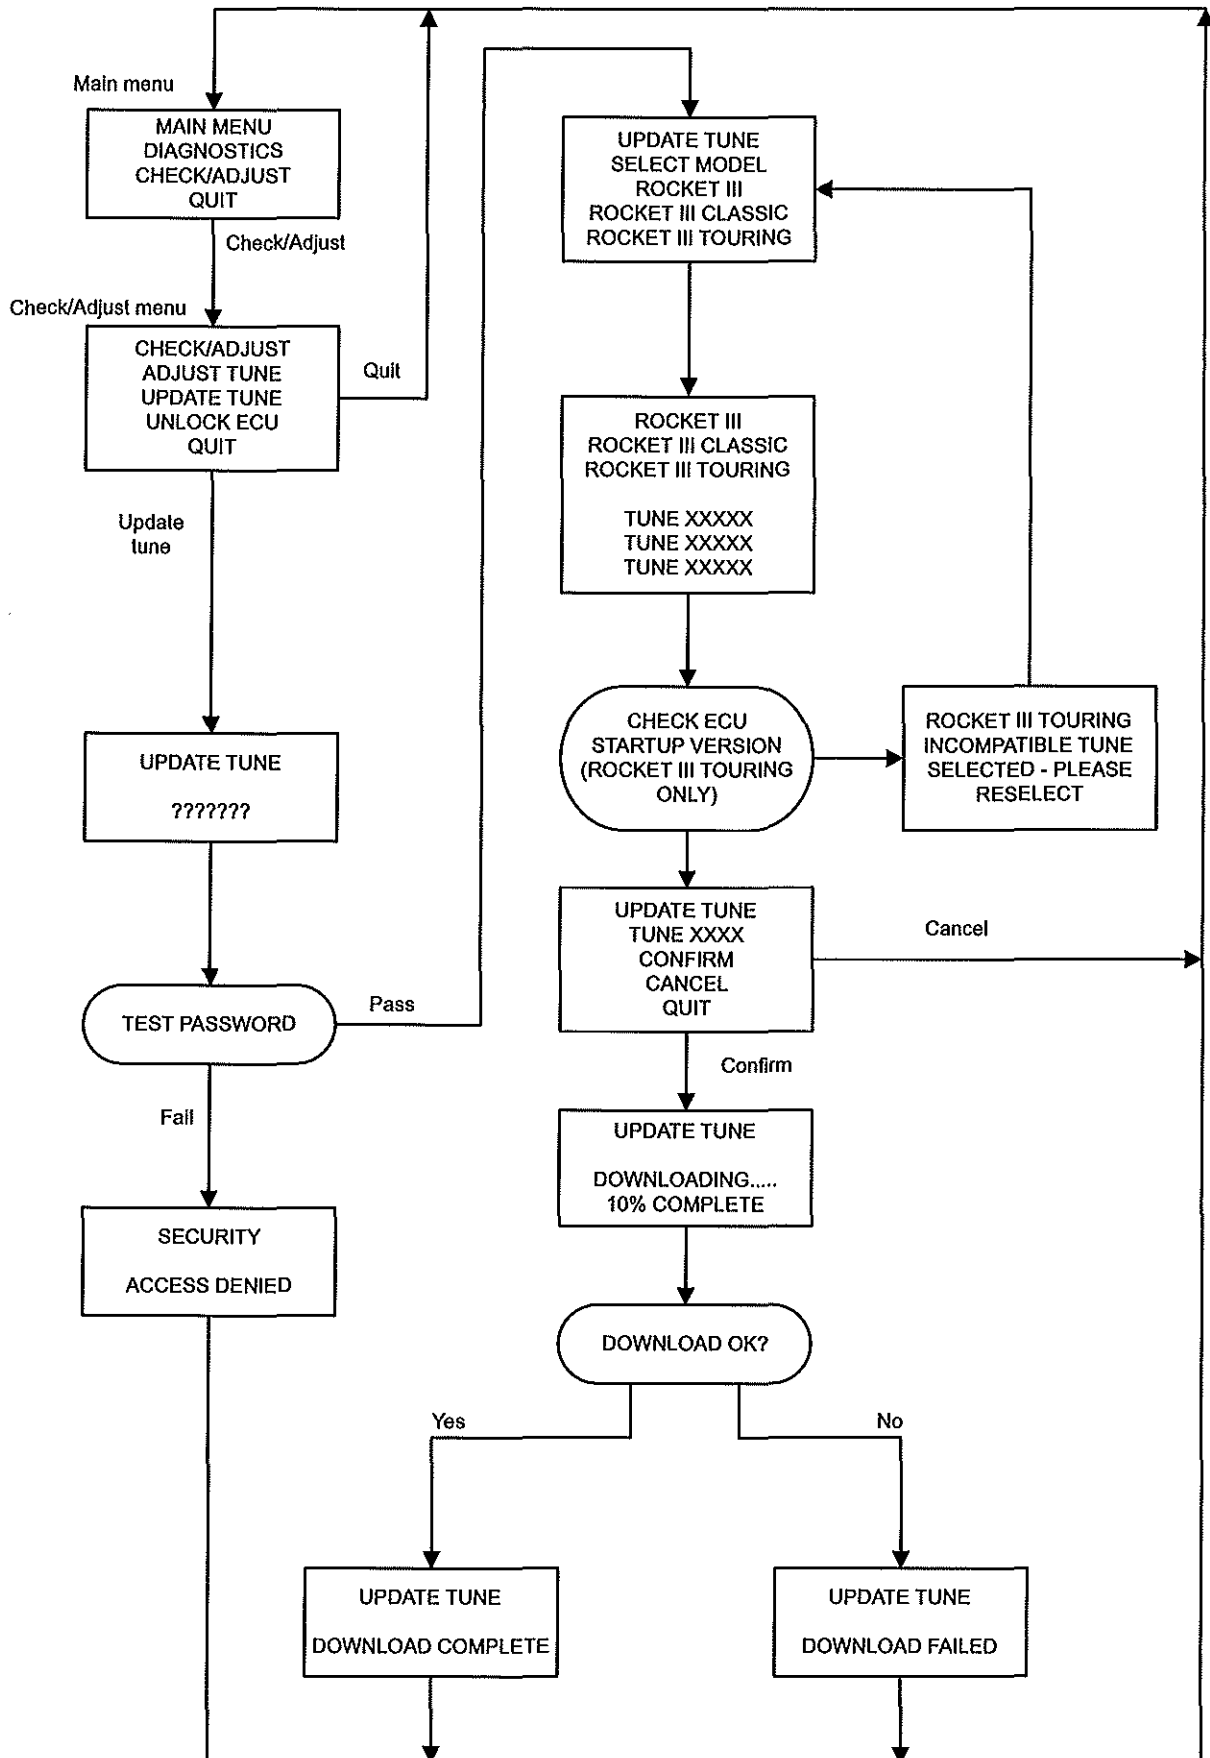 Main menu
MAIN MENU
DIAGNOSTICS
CHECK/ADJUST
QUIT
Check/Adjust
Check/Adjust menu
CHECK/ADJUST
ADJUST TUNE
UPDATE TUNE
UNLOCK ECU
QUIT
Quit
Update
tune
UPDATE TUNE
???????
TEST PASSWORD
Pass
Fail
SECURITY
ACCESS DENIED
UPDATE TUNE
SELECT MODEL
ROCKET III
ROCKET III CLASSIC
ROCKET III TOURING
ROCKET III
ROCKET III CLASSIC
ROCKET III TOURING
TUNE XXXXX
TUNE XXXXX
TUNE XXXXX
CHECK ECU
STARTUP VERSION
(ROCKET III TOURING
ONLY)
ROCKET III TOURING
INCOMPATIBLE TUNE
SELECTED - PLEASE
RESELECT
UPDATE TUNE
TUNE XXXX
CONFIRM
CANCEL
QUIT
Cancel
Confirm
UPDATE TUNE
DOWNLOADING.....
10% COMPLETE
DOWNLOAD OK?
Yes
No
UPDATE TUNE
DOWNLOAD COMPLETE
UPDATE TUNE
DOWNLOAD FAILED